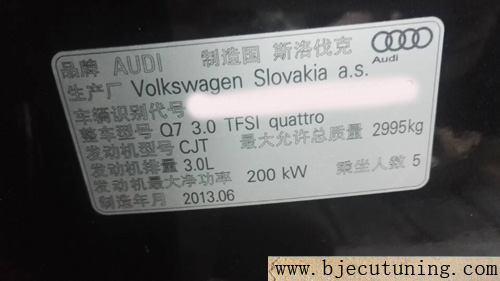 品牌 AUDI 制造国 斯洛伐克
Audi
生产厂 Volkswagen Slovakia a.s.
车辆识别代号
整车型号 Q7 3.0 TFSI quattro
最大允许总质量 2995kg
发动机型号 CJT
发动机排量 3.0L
乘坐人数 5
发动机最大净功率 200 kW
制造年月 2013.06
www.bjecutuning.com